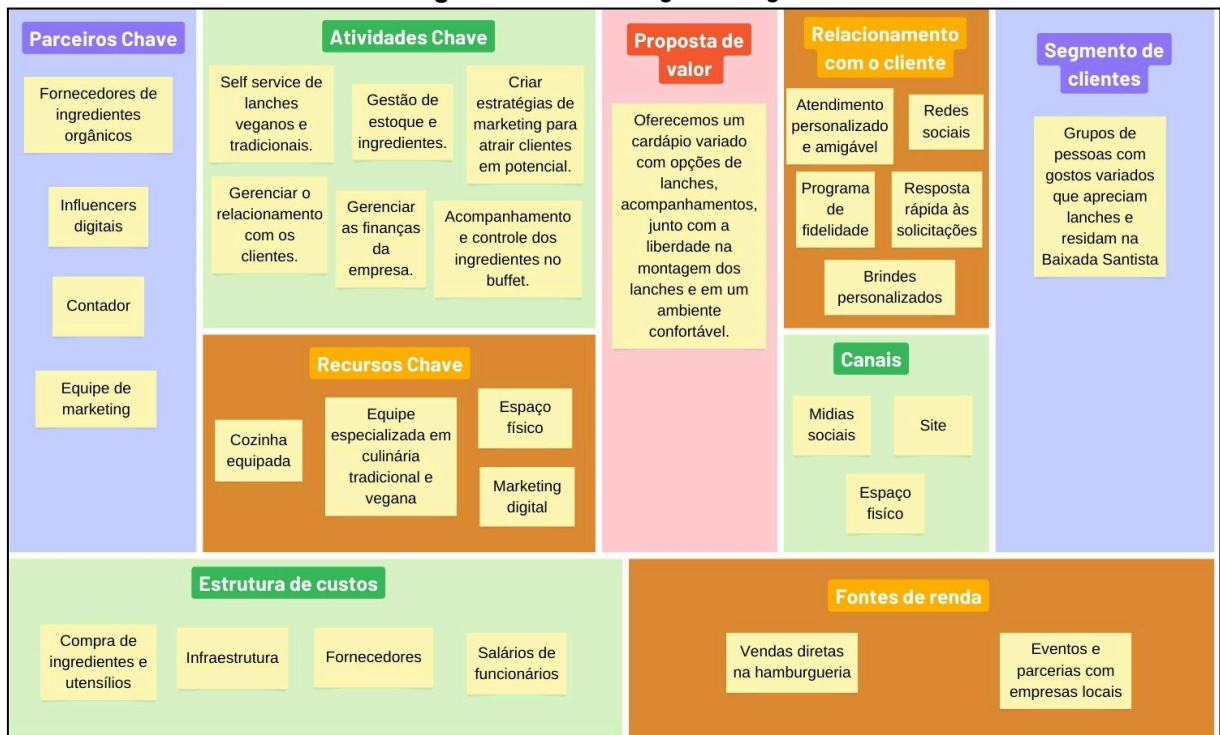 Parceiros Chave
Fornecedores de
ingredientes
orgânicos
Influencers
digitais
Contador
Equipe de
marketing
Atividades Chave
Self service de
lanches
veganos e
tradicionais.
Gestão de
estoque e
ingredientes.
Criar
estratégias de
marketing para
atrair clientes
em potencial.
Gerenciar o
relacionamento
com os
clientes.
Gerenciar
as finanças
da
empresa.
Acompanhamento
e controle dos
ingredientes no
buffet.
Recursos Chave
Cozinha
equipada
Equipe
especializada em
culinária
tradicional e
vegana
Espaço
físico
Marketing
digital
Proposta de
valor
Oferecemos um
cardápio variado
com opções de
lanches,
acompanhamentos,
junto com a
liberdade na
montagem dos
lanches e em um
ambiente
confortável.
Relacionamento
com o cliente
Atendimento
personalizado
e amigável
Redes
sociais
Programa
de
fidelidade
Resposta
rápida às
solicitações
Brindes
personalizados
Canais
Midias
sociais
Site
Espaço
fisíco
Segmento de
clientes
Grupos de
pessoas com
gostos variados
que apreciam
lanches e
residam na
Baixada Santista
Estrutura de custos
Compra de
ingredientes e
utensílios
Infraestrutura
Fornecedores
Salários de
funcionários
Fontes de renda
Vendas diretas
na hamburgueria
Eventos e
parcerias com
empresas locais